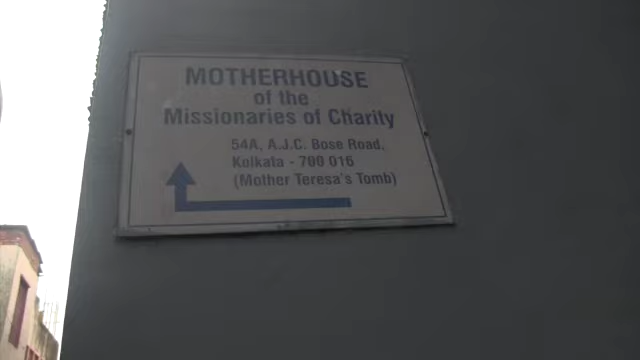 MOTHERHOUSE
of the
Missionaries of Charity
54A, A.J.C. Bose Road,
Kolkata - 700 016
(Mother Teresa's Tomb)